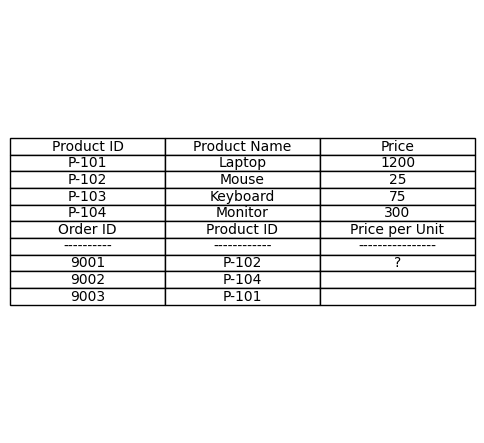 Product ID Product Name Price
P-101 Laptop 1200
P-102 Mouse 25
P-103 Keyboard 75
P-104 Monitor 300
Order ID Product ID Price per Unit
---------- ------------ ----------------
9001 P-102 ?
9002 P-104
9003 P-101